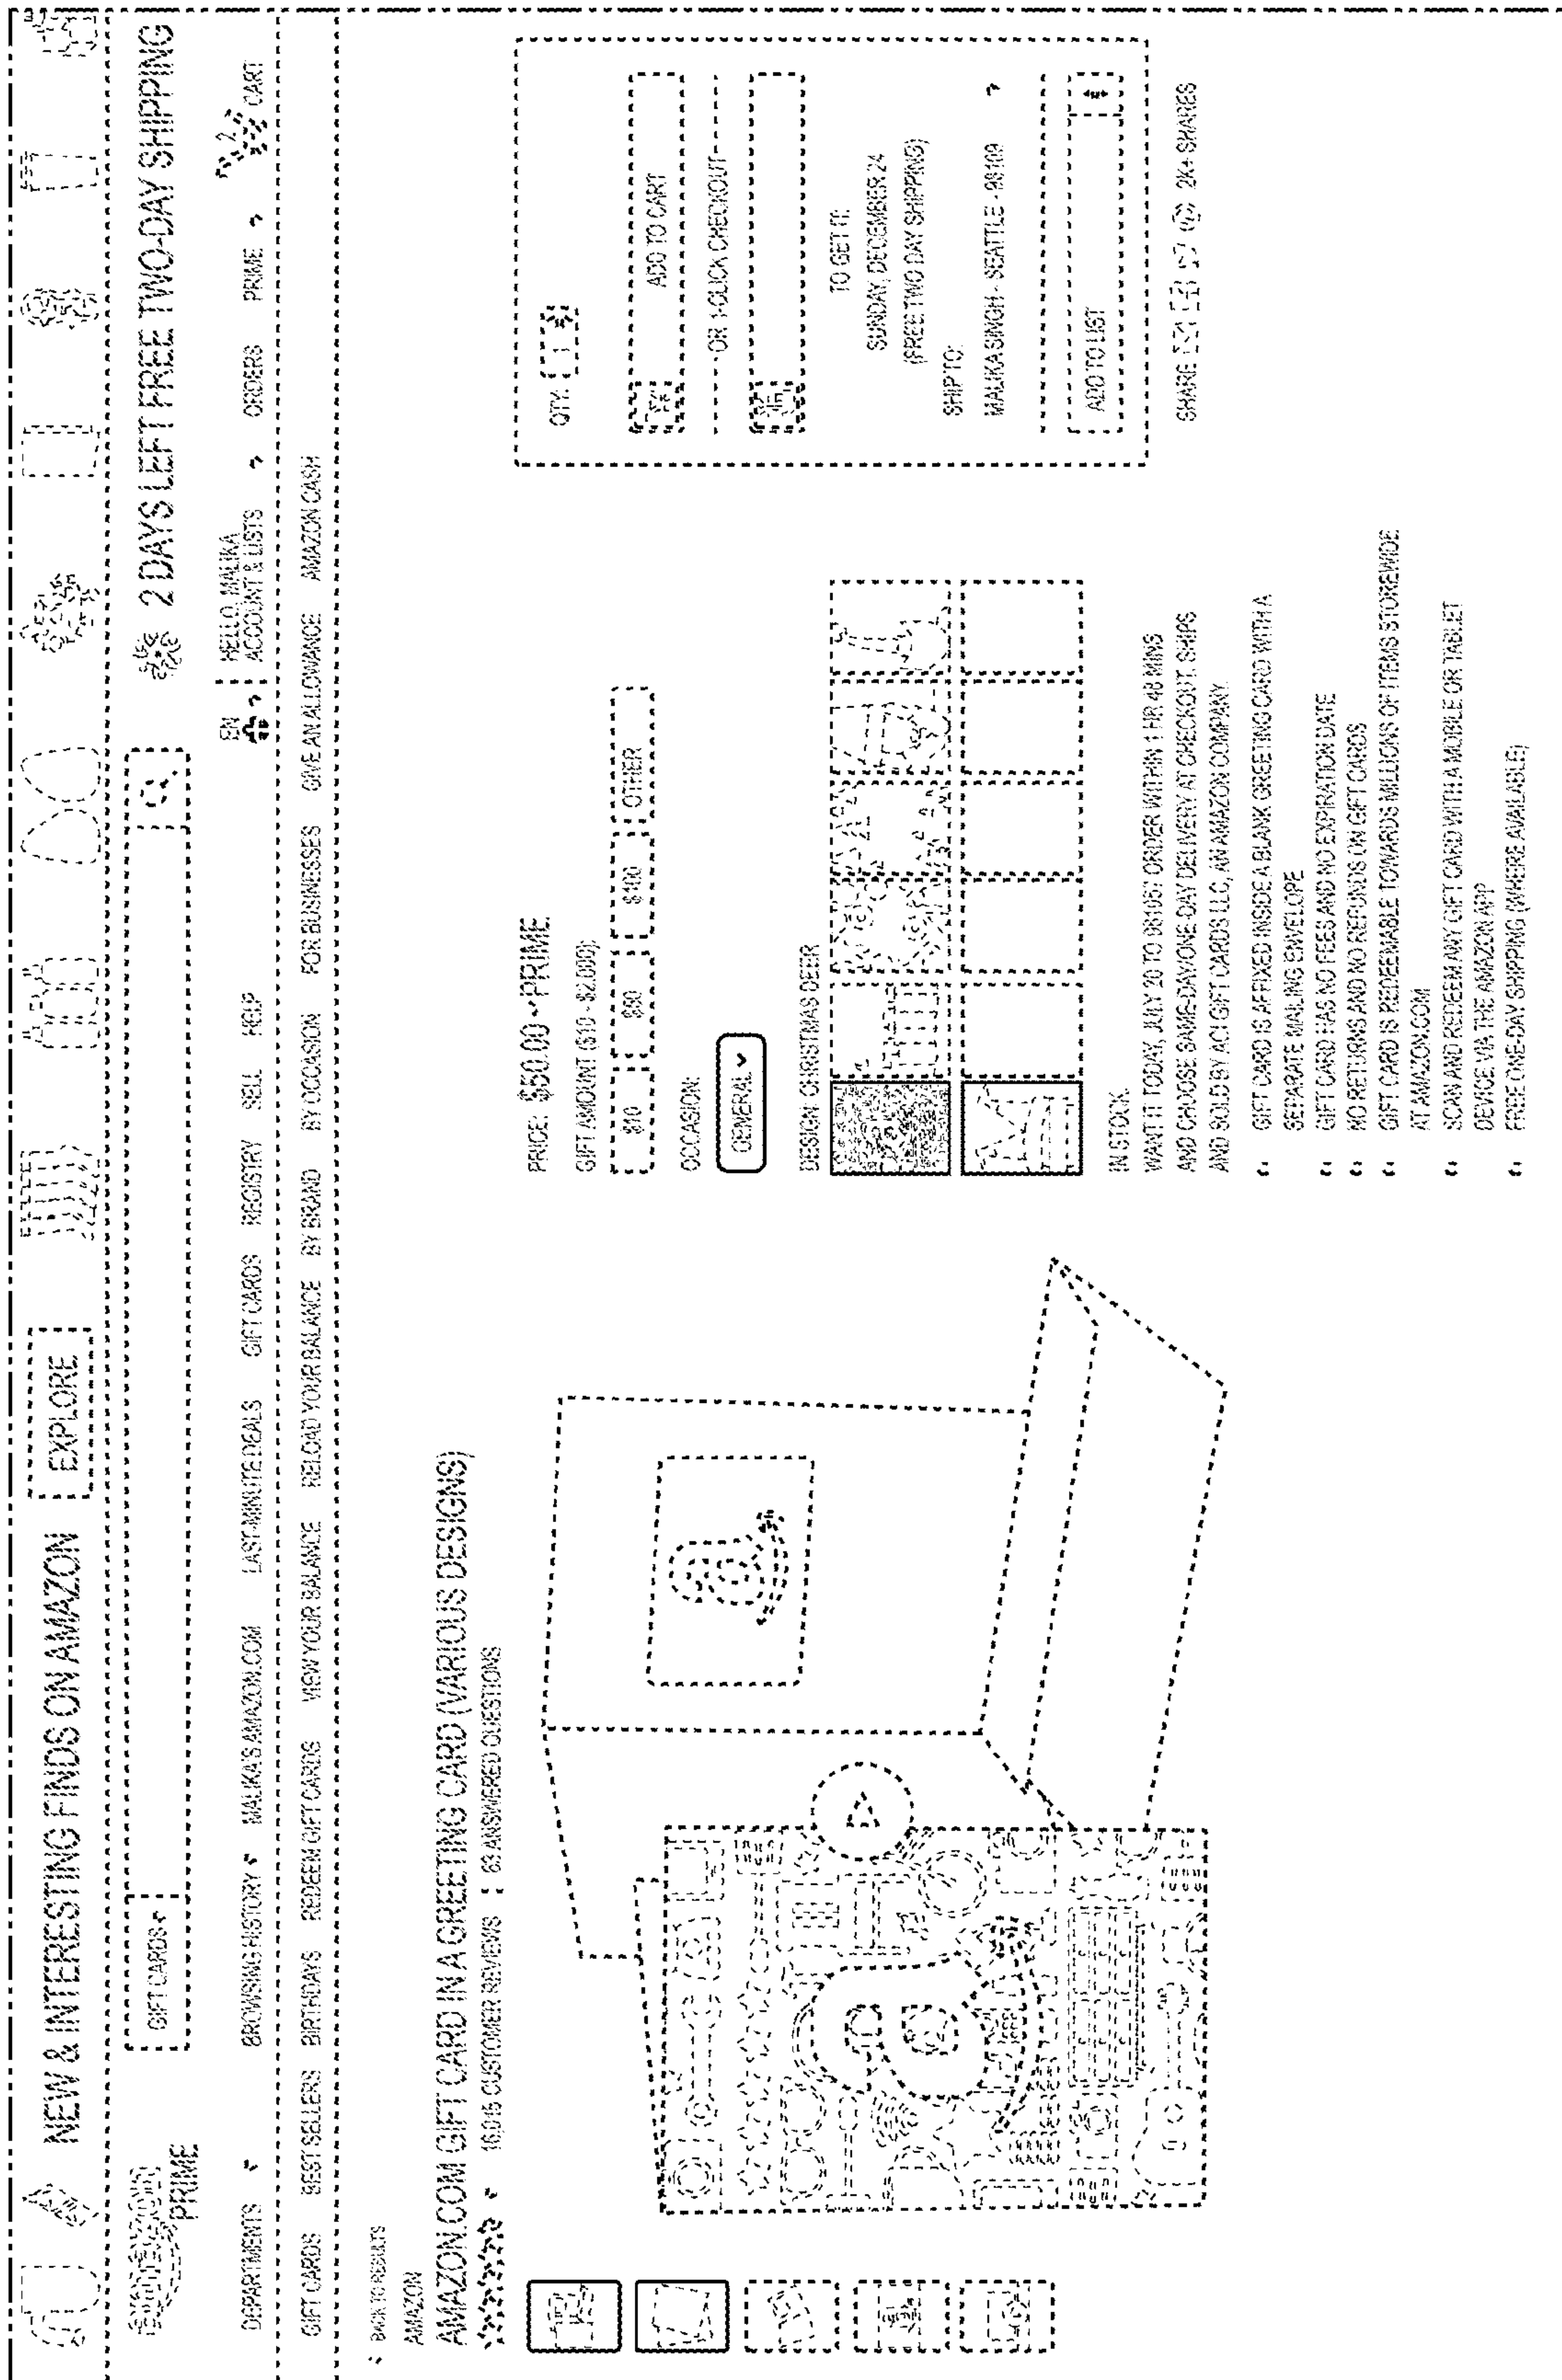 NEW & INTERESTING FINDS ON AMAZON EXPLORE
PRIME
GIFT CARDS
2 DAYS LEFT FREE TWO-DAY SHIPPING
DEPARTMENTS BROWSING HISTORY MALIKA'S AMAZON.COM LAST-MINUTE DEALS GIFT CARDS REGISTRY SELL HELP
EN HELLO, MALIKA
ACCOUNT & LISTS ORDERS PRIME 2 CART
GIFT CARDS BEST SELLERS BIRTHDAYS REDEEM GIFT CARDS VIEW YOUR BALANCE RELOAD YOUR BALANCE BY BRAND BY OCCASION FOR BUSINESSES GIVE AN ALLOWANCE AMAZON CASH
BACK TO RESULTS
AMAZON
AMAZON.COM GIFT CARD IN A GREETING CARD (VARIOUS DESIGNS)
CUSTOMER REVIEWS 63 ANSWERED QUESTIONS
PRICE: $50.00 PRIME
GIFT AMOUNT ($10 - $2,000):
$10 $50 $100 OTHER
OCCASION:
GENERAL
DESIGN: CHRISTMAS DEER
IN STOCK.
WANT IT TODAY, JULY 20 TO ORDER WITHIN 1 HR 48 MINS
AND CHOOSE SAME-DAY/ONE-DAY DELIVERY AT CHECKOUT. SHIPS
AND SOLD BY ACI GIFT CARDS LLC, AN AMAZON COMPANY.
GIFT CARD IS AFFIXED INSIDE A BLANK GREETING CARD WITH A
SEPARATE MAILING ENVELOPE
GIFT CARD HAS NO FEES AND NO EXPIRATION DATE
NO RETURNS AND NO REFUNDS ON GIFT CARDS
GIFT CARD IS REDEEMABLE TOWARDS MILLIONS OF ITEMS STOREWIDE
AT AMAZON.COM
SCAN AND REDEEM ANY GIFT CARD WITH A MOBILE OR TABLET
DEVICE VIA THE AMAZON APP
FREE ONE-DAY SHIPPING (WHERE AVAILABLE)
QTY: 1
ADD TO CART
OR 1-CLICK CHECKOUT
TO GET IT:
SUNDAY, DECEMBER 24
(FREE TWO DAY SHIPPING)
SHIP TO:
MALIKA SINGH - SEATTLE - 98109
ADD TO LIST
SHARE 2K+ SHARES